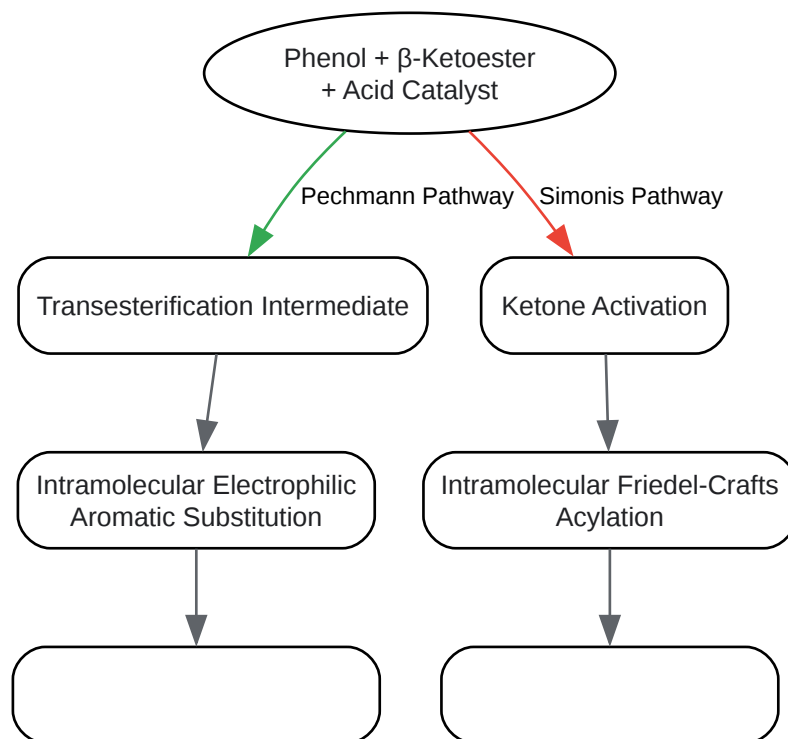 Phenol + β-Ketoester
+ Acid Catalyst
Pechmann Pathway
Simonis Pathway
Transesterification Intermediate
Ketone Activation
Intramolecular Electrophilic
Aromatic Substitution
Intramolecular Friedel-Crafts
Acylation